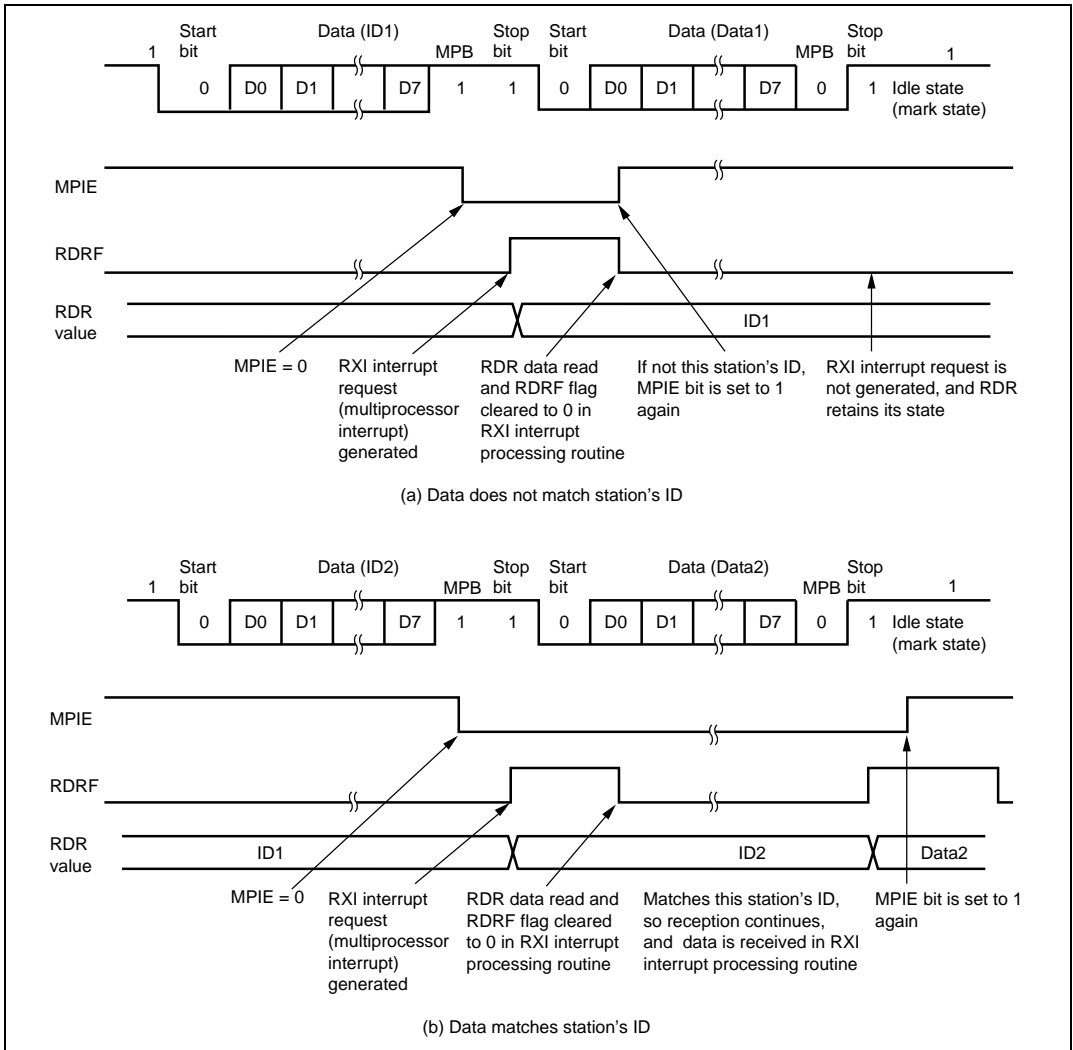 Start bit Data (ID1) MPB Stop bit Start bit Data (Data1) MPB Stop bit
1 1
0 D0 D1 D7 1 1 0 D0 D1 D7 0 1 Idle state (mark state)
MPIE
RDRF
RDR value ID1
MPIE = 0
RXI interrupt
request
(multiprocessor
interrupt)
generated
RDR data read
and RDRF flag
cleared to 0 in
RXI interrupt
processing routine
If not this station's ID,
MPIE bit is set to 1
again
RXI interrupt request is
not generated, and RDR
retains its state
(a) Data does not match station's ID
Start bit Data (ID2) MPB Stop bit Start bit Data (Data2) MPB Stop bit
1 1
0 D0 D1 D7 1 1 0 D0 D1 D7 0 1 Idle state (mark state)
MPIE
RDRF
RDR value ID1 ID2 Data2
MPIE = 0
RXI interrupt
request
(multiprocessor
interrupt)
generated
RDR data read and
RDRF flag cleared
to 0 in RXI interrupt
processing routine
Matches this station's ID,
so reception continues,
and data is received in RXI
interrupt processing routine
MPIE bit is set to 1
again
(b) Data matches station's ID